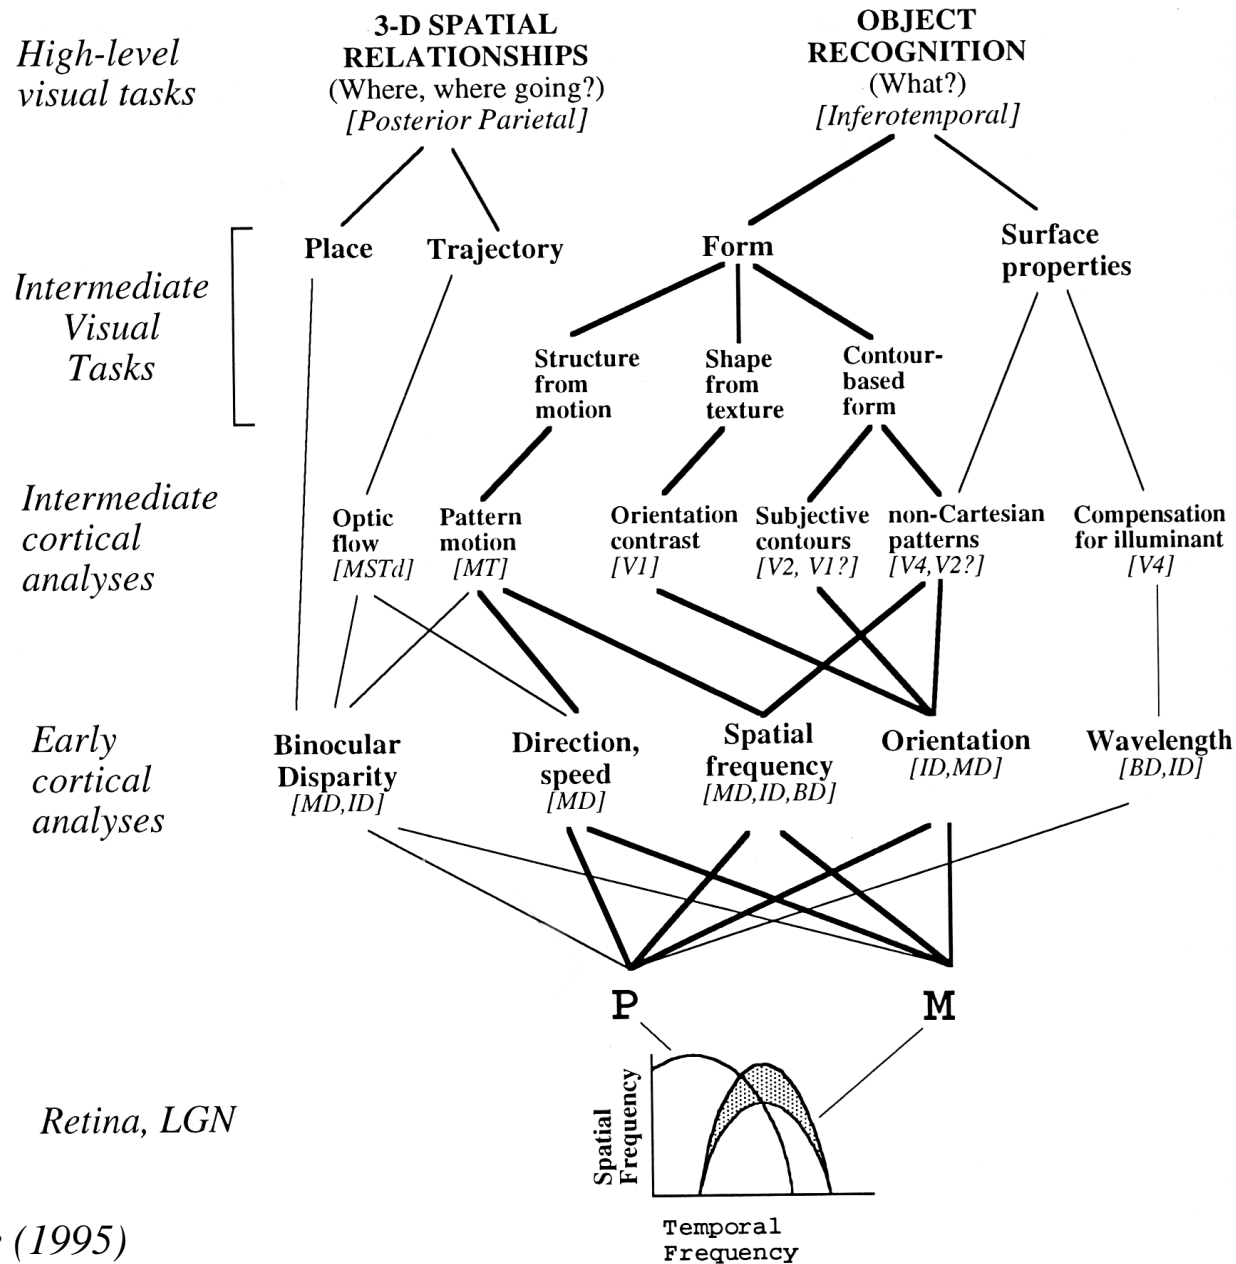 High-level
visual tasks
3-D SPATIAL
RELATIONSHIPS
(Where, where going?)
[Posterior Parietal]
OBJECT
RECOGNITION
(What?)
[Inferotemporal]
Intermediate
Visual
Tasks
Place
Trajectory
Form
Surface
properties
Structure
from
motion
Shape
from
texture
Contour-
based
form
Intermediate
cortical
analyses
Optic
flow
[MSTd]
Pattern
motion
[MT]
Orientation
contrast
[V1]
Subjective
contours
[V2, V1?]
non-Cartesian
patterns
[V4,V2?]
Compensation
for illuminant
[V4]
Early
cortical
analyses
Binocular
Disparity
[MD,ID]
Direction,
speed
[MD]
Spatial
frequency
[MD,ID,BD]
Orientation
[ID,MD]
Wavelength
[BD,ID]
P
M
Retina, LGN
Spatial
Frequency
Temporal
Frequency
(1995)